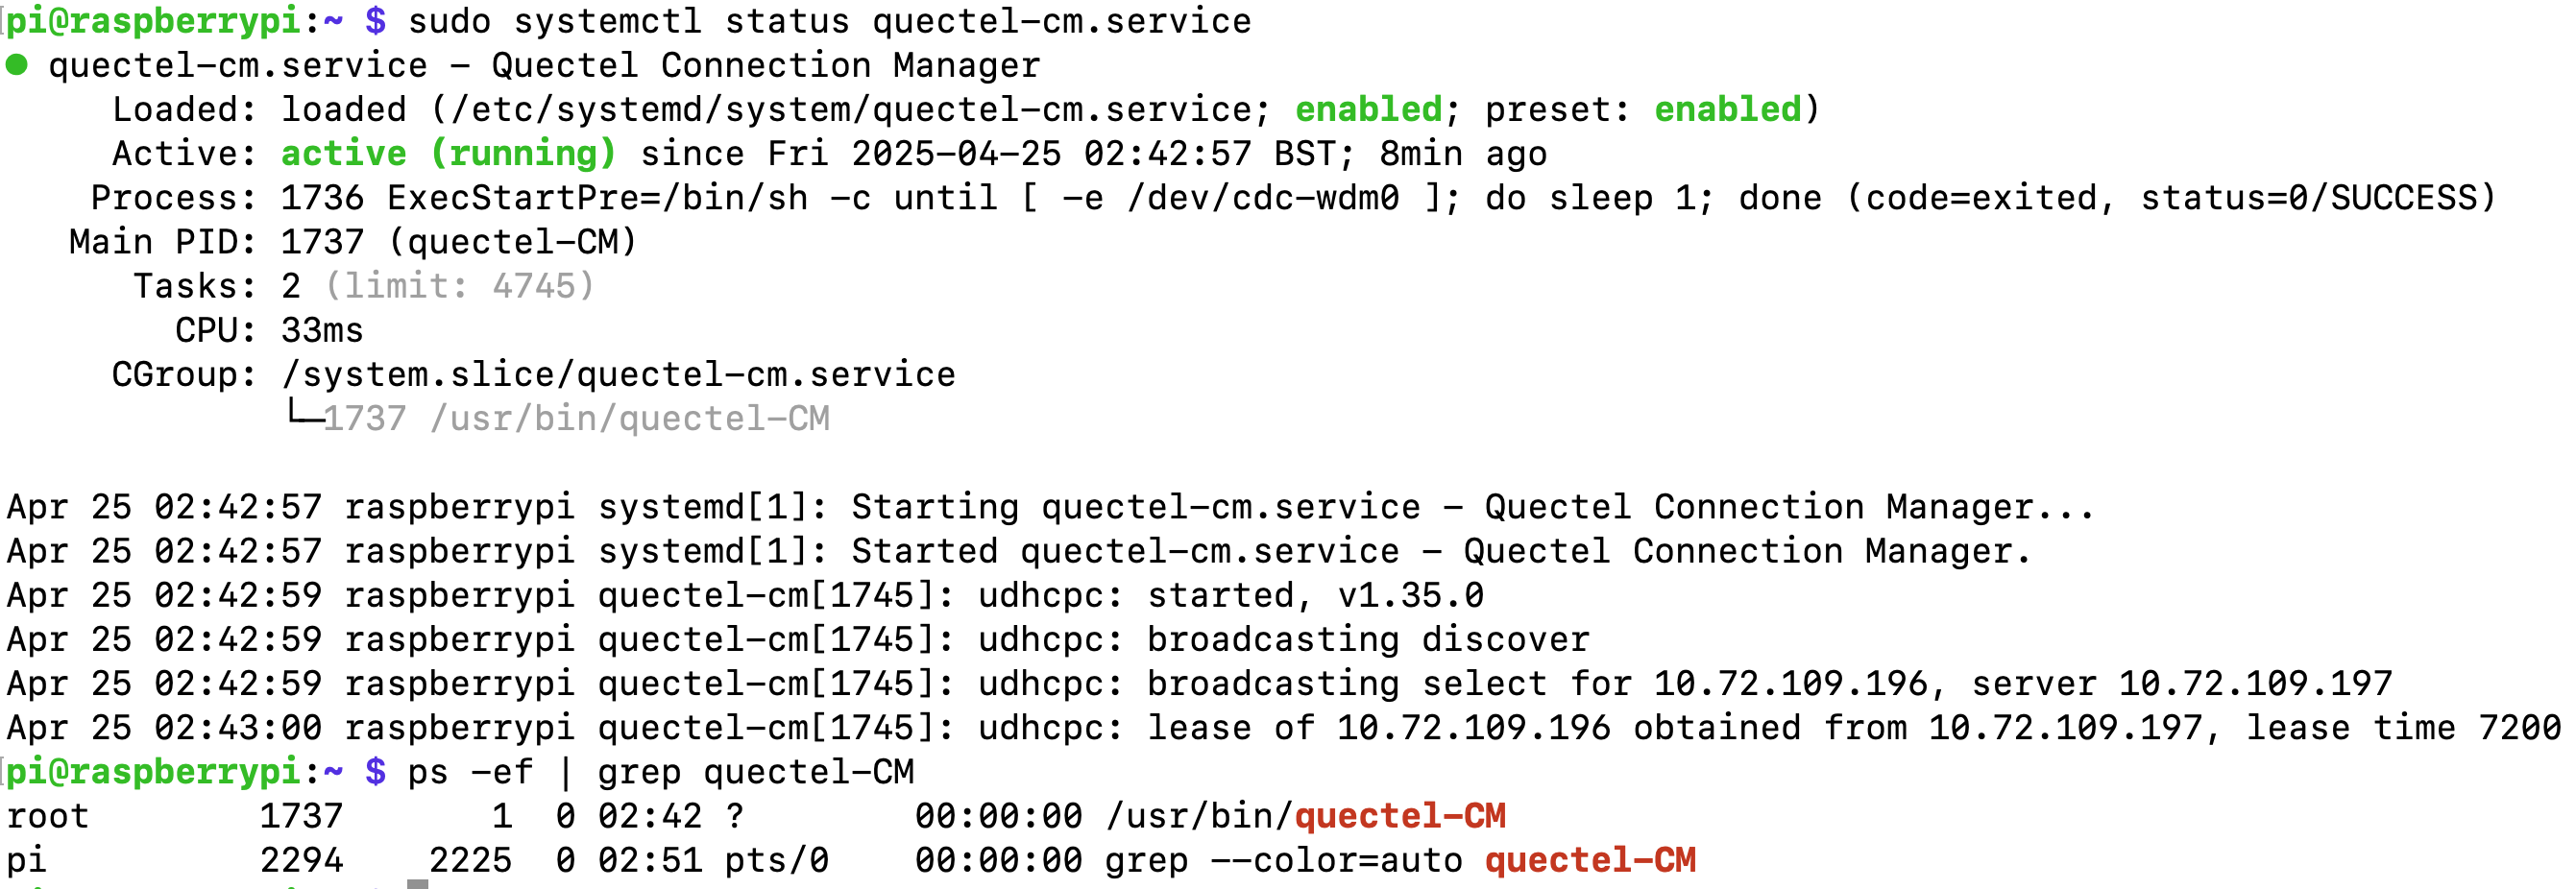 pi@raspberrypi:~ $ sudo systemctl status quectel-cm.service
● quectel-cm.service - Quectel Connection Manager
     Loaded: loaded (/etc/systemd/system/quectel-cm.service; enabled; preset: enabled)
     Active: active (running) since Fri 2025-04-25 02:42:57 BST; 8min ago
    Process: 1736 ExecStartPre=/bin/sh -c until [ -e /dev/cdc-wdm0 ]; do sleep 1; done (code=exited, status=0/SUCCESS)
   Main PID: 1737 (quectel-CM)
      Tasks: 2 (limit: 4745)
        CPU: 33ms
     CGroup: /system.slice/quectel-cm.service
             └─1737 /usr/bin/quectel-CM

Apr 25 02:42:57 raspberrypi systemd[1]: Starting quectel-cm.service - Quectel Connection Manager...
Apr 25 02:42:57 raspberrypi systemd[1]: Started quectel-cm.service - Quectel Connection Manager.
Apr 25 02:42:59 raspberrypi quectel-cm[1745]: udhcpc: started, v1.35.0
Apr 25 02:42:59 raspberrypi quectel-cm[1745]: udhcpc: broadcasting discover
Apr 25 02:42:59 raspberrypi quectel-cm[1745]: udhcpc: broadcasting select for 10.72.109.196, server 10.72.109.197
Apr 25 02:43:00 raspberrypi quectel-cm[1745]: udhcpc: lease of 10.72.109.196 obtained from 10.72.109.197, lease time 7200
pi@raspberrypi:~ $ ps -ef | grep quectel-CM
root        1737       1  0 02:42 ?        00:00:00 /usr/bin/quectel-CM
pi          2294    2225  0 02:51 pts/0    00:00:00 grep --color=auto quectel-CM